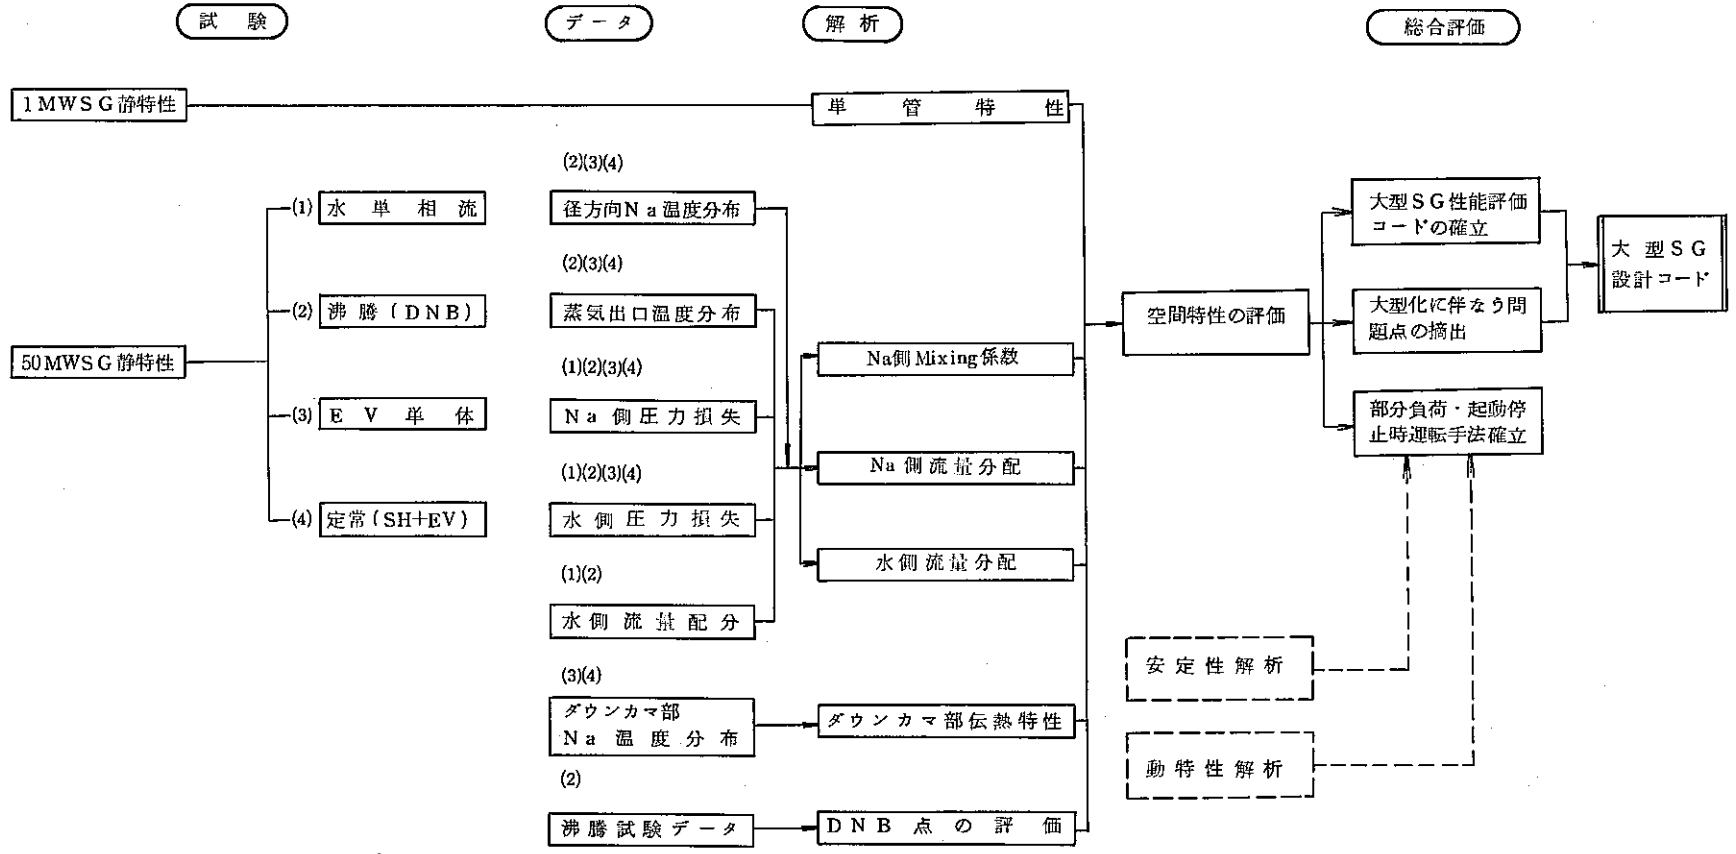 試験
データ
解析
総合評価
1MWSG静特性
単管特性
(2)(3)(4)
(1) 水単相流
径方向Na温度分布
大型SG性能評価
コードの確立
大型SG
設計コード
(2)(3)(4)
(2) 沸騰(DNB)
蒸気出口温度分布
空間特性の評価
大型化に伴なう問
題点の摘出
50MWSG静特性
(1)(2)(3)(4)
Na側Mixing係数
(3) EV単体
Na側圧力損失
部分負荷・起動停
止時運転手法確立
(1)(2)(3)(4)
Na側流量分配
(4) 定常(SH+EV)
水側圧力損失
(1)(2)
水側流量分配
水側流量配分
(3)(4)
安定性解析
ダウンカマ部
Na温度分布
ダウンカマ部伝熱特性
(2)
動特性解析
沸騰試験データ
DNB点の評価